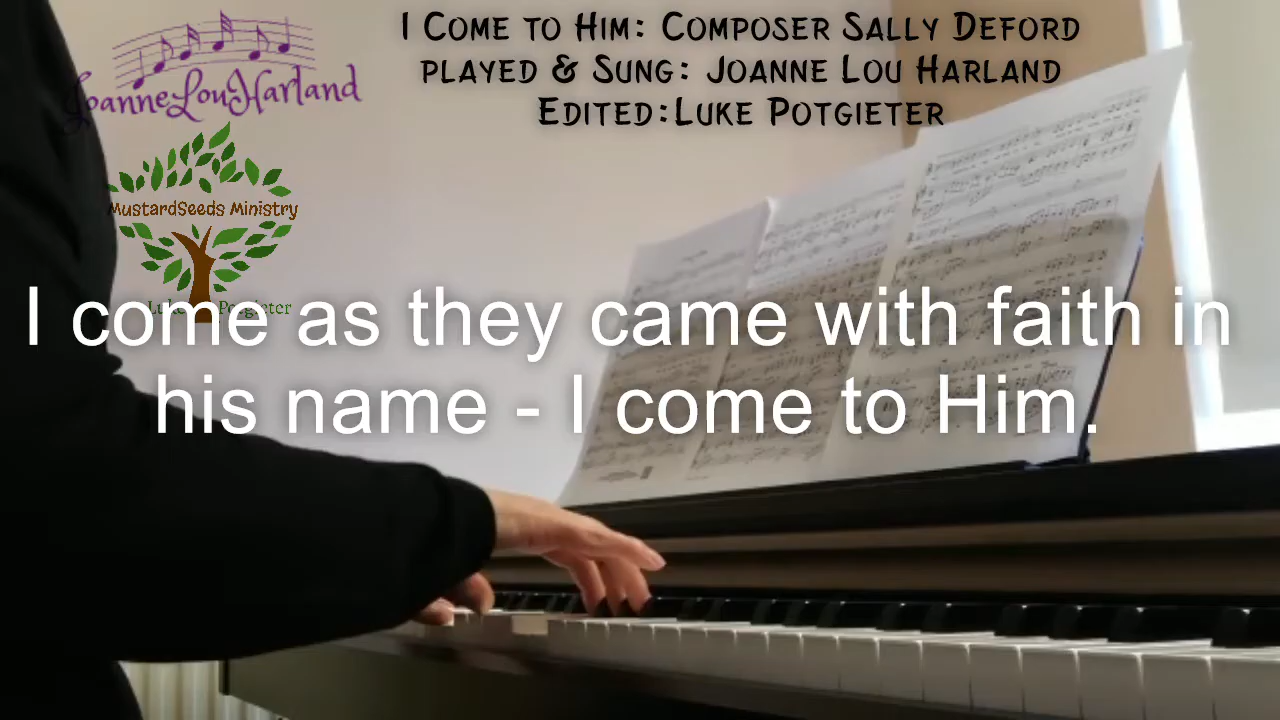 I Come to Him: Composer Sally Deford
played & Sung: Joanne Lou Harland
Edited:Luke Potgieter
JoanneLouHarland
MustardSeeds Ministry
Potgieter
I come as they came with faith in
his name - I come to Him.